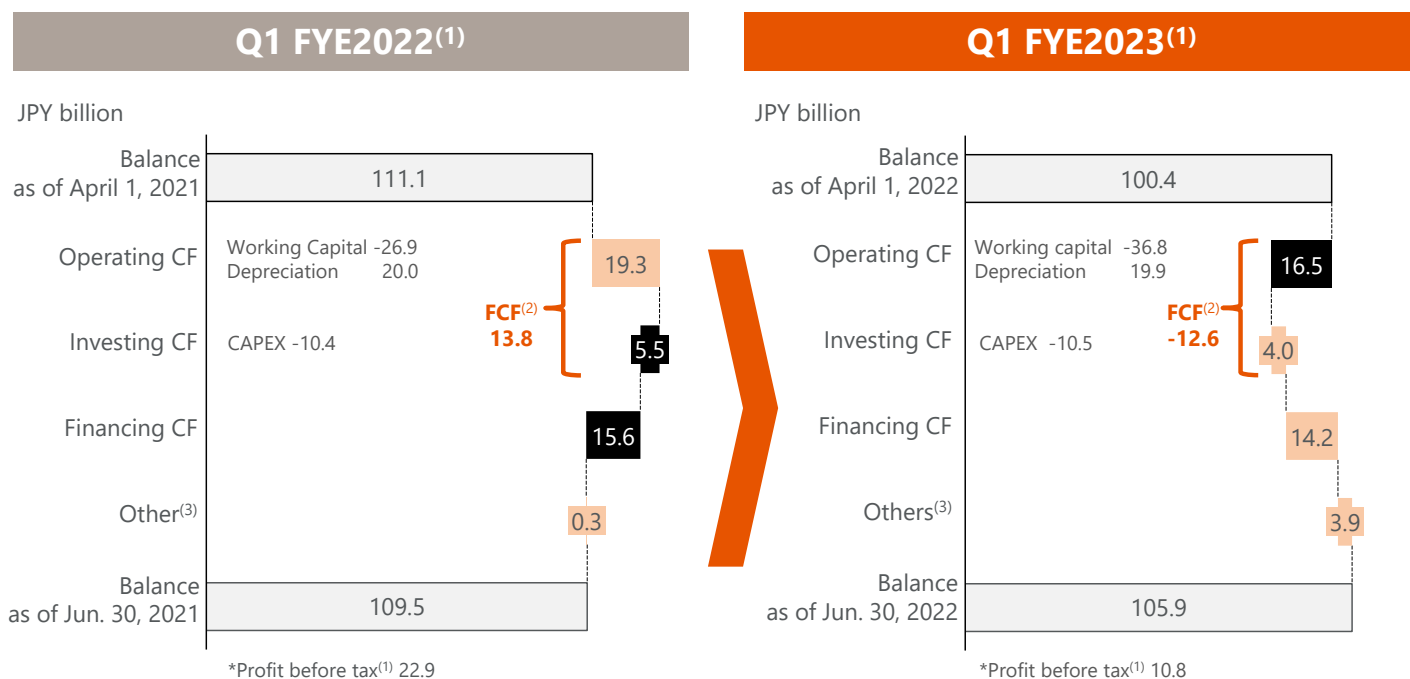 Q1 FYE2022(1)
JPY billion
Balance
as of April 1, 2021
111.1
Operating CF
Working Capital -26.9
Depreciation 20.0
19.3
FCF(2)
13.8
Investing CF
CAPEX -10.4
5.5
Financing CF
15.6
Other(3)
0.3
Balance
as of Jun. 30, 2021
109.5
*Profit before tax(1) 22.9
Q1 FYE2023(1)
JPY billion
Balance
as of April 1, 2022
100.4
Operating CF
Working capital -36.8
Depreciation 19.9
16.5
FCF(2)
-12.6
Investing CF
CAPEX -10.5
4.0
Financing CF
14.2
Others(3)
3.9
Balance
as of Jun. 30, 2022
105.9
*Profit before tax(1) 10.8